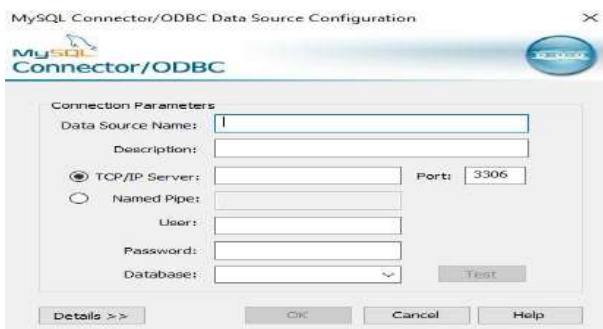 MySQL Connector/ODBC Data Source Configuration
MySQL
Connector/ODBC
Connection Parameters
Data Source Name:
Description:
TCP/IP Server:
Port: 3306
Named Pipe:
User:
Password:
Database:
Test
Details >>
OK
Cancel
Help